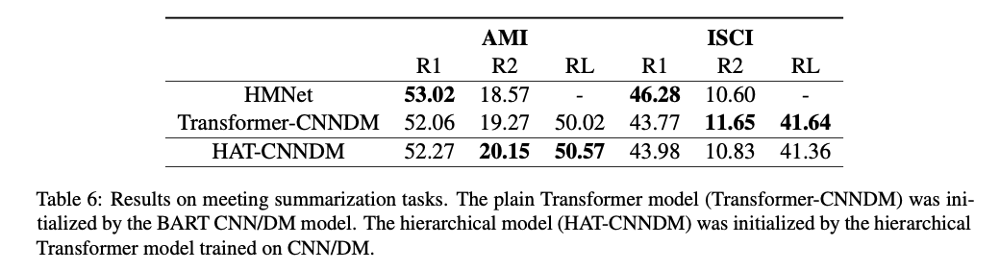 AMI ISCI
R1 R2 RL R1 R2 RL
HMNet 53.02 18.57 - 46.28 10.60 -
Transformer-CNNDM 52.06 19.27 50.02 43.77 11.65 41.64
HAT-CNNDM 52.27 20.15 50.57 43.98 10.83 41.36
Table 6: Results on meeting summarization tasks. The plain Transformer model (Transformer-CNNDM) was ini-
tialized by the BART CNN/DM model. The hierarchical model (HAT-CNNDM) was initialized by the hierarchical
Transformer model trained on CNN/DM.